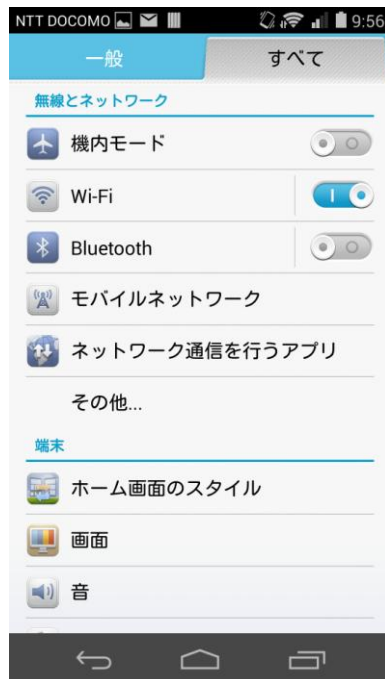 NTT DOCOMO 9:56
一般 すべて
無線とネットワーク
機内モード
Wi-Fi
Bluetooth
モバイルネットワーク
ネットワーク通信を行うアプリ
その他...
端末
ホーム画面のスタイル
画面
音